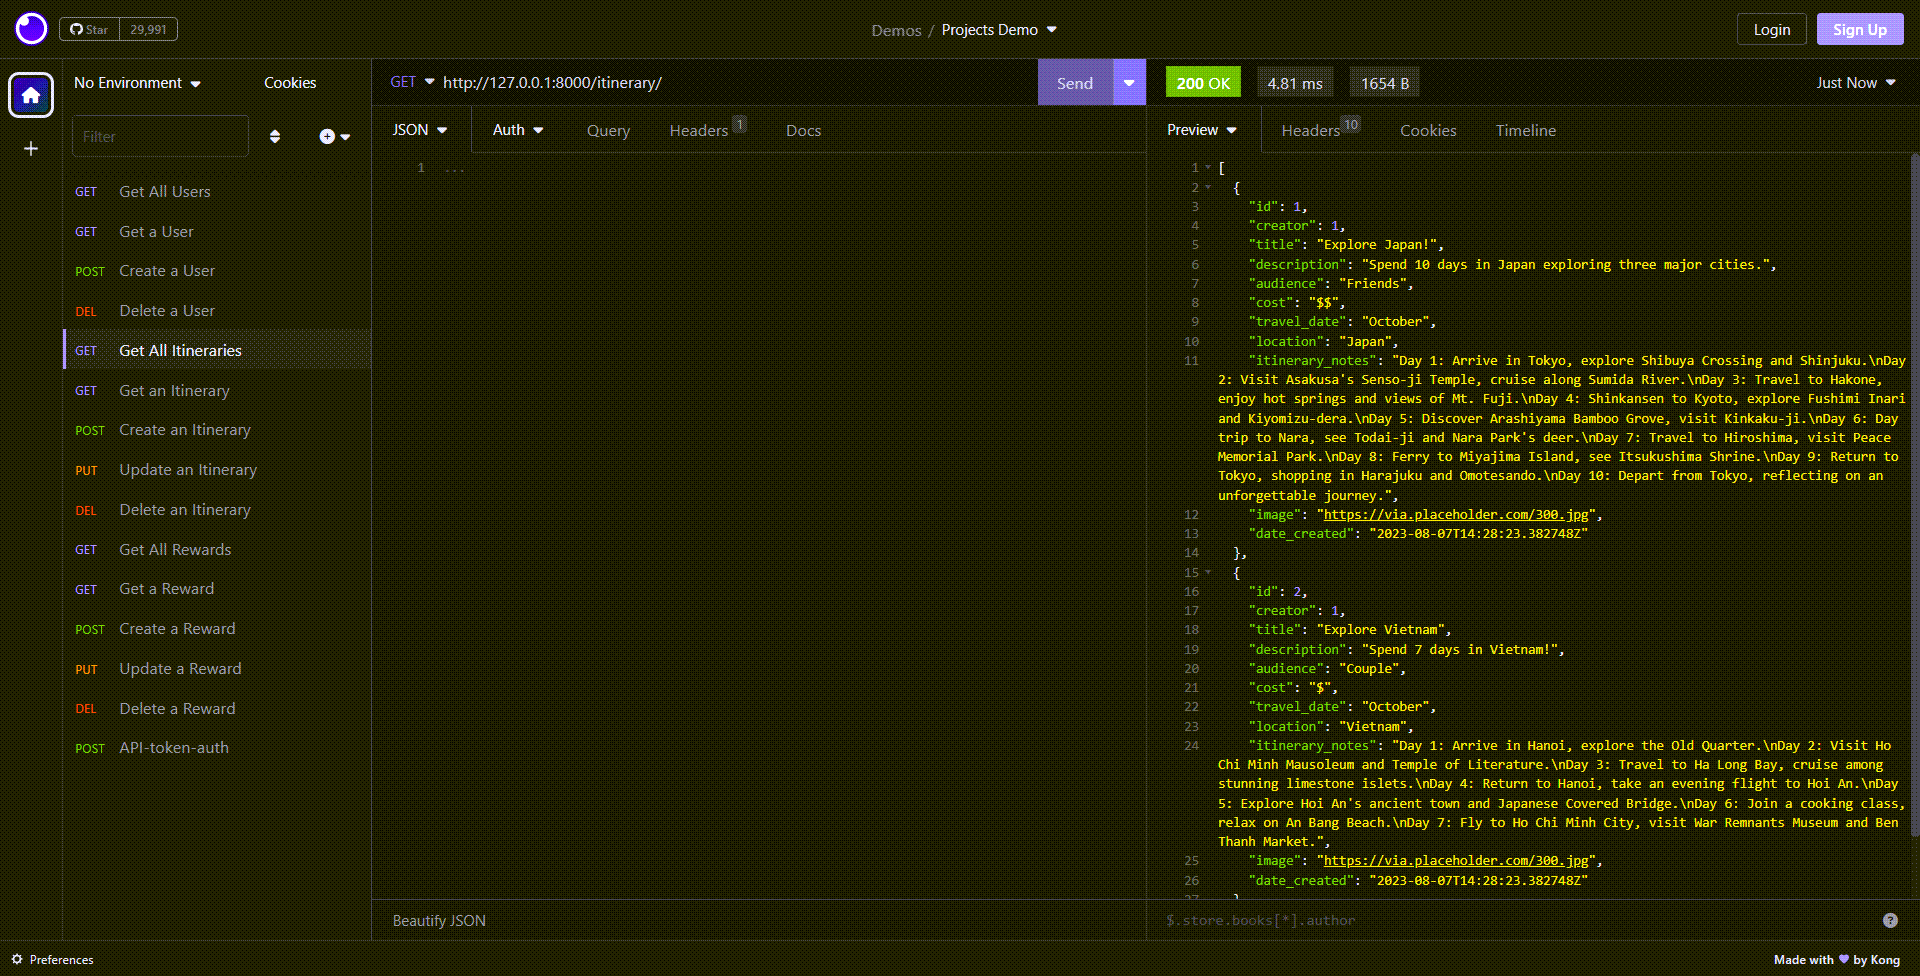 Star 29,991
Demos / Projects Demo
Login
Sign Up
No Environment
Cookies
Filter
GET Get All Users
GET Get a User
POST Create a User
DEL Delete a User
GET Get All Itineraries
GET Get an Itinerary
POST Create an Itinerary
PUT Update an Itinerary
DEL Delete an Itinerary
GET Get All Rewards
GET Get a Reward
POST Create a Reward
PUT Update a Reward
DEL Delete a Reward
POST API-token-auth
GET http://127.0.0.1:8000/itinerary/
Send
JSON Auth Query Headers 1 Docs
1 ...
Beautify JSON
200 OK 4.81 ms 1654 B
Just Now
Preview Headers 10 Cookies Timeline
1 [
2 {
3 "id": 1,
4 "creator": 1,
5 "title": "Explore Japan!",
6 "description": "Spend 10 days in Japan exploring three major cities.",
7 "audience": "Friends",
8 "cost": "$$",
9 "travel_date": "October",
10 "location": "Japan",
11 "itinerary_notes": "Day 1: Arrive in Tokyo, explore Shibuya Crossing and Shinjuku.\nDay
2: Visit Asakusa's Senso-ji Temple, cruise along Sumida River.\nDay 3: Travel to Hakone,
enjoy hot springs and views of Mt. Fuji.\nDay 4: Shinkansen to Kyoto, explore Fushimi Inari
and Kiyomizu-dera.\nDay 5: Discover Arashiyama Bamboo Grove, visit Kinkaku-ji.\nDay 6: Day
trip to Nara, see Todai-ji and Nara Park's deer.\nDay 7: Travel to Hiroshima, visit Peace
Memorial Park.\nDay 8: Ferry to Miyajima Island, see Itsukushima Shrine.\nDay 9: Return to
Tokyo, shopping in Harajuku and Omotesando.\nDay 10: Depart from Tokyo, reflecting on an
unforgettable journey.",
12 "image": "https://via.placeholder.com/300.jpg",
13 "date_created": "2023-08-07T14:28:23.382748Z"
14 },
15 {
16 "id": 2,
17 "creator": 1,
18 "title": "Explore Vietnam",
19 "description": "Spend 7 days in Vietnam!",
20 "audience": "Couple",
21 "cost": "$",
22 "travel_date": "October",
23 "location": "Vietnam",
24 "itinerary_notes": "Day 1: Arrive in Hanoi, explore the Old Quarter.\nDay 2: Visit Ho
Chi Minh Mausoleum and Temple of Literature.\nDay 3: Travel to Ha Long Bay, cruise among
stunning limestone islets.\nDay 4: Return to Hanoi, take an evening flight to Hoi An.\nDay
5: Explore Hoi An's ancient town and Japanese Covered Bridge.\nDay 6: Join a cooking class,
relax on An Bang Beach.\nDay 7: Fly to Ho Chi Minh City, visit War Remnants Museum and Ben
Thanh Market.",
25 "image": "https://via.placeholder.com/300.jpg",
26 "date_created": "2023-08-07T14:28:23.382748Z"
27 }
$.store.books[*].author
Preferences
Made with ♥ by Kong